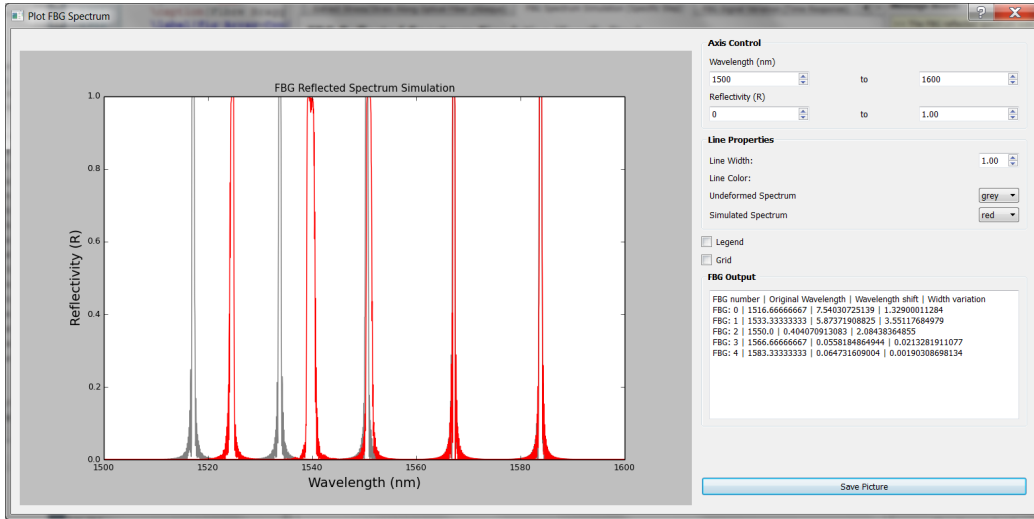 Plot FBG Spectrum
FBG Reflected Spectrum Simulation
1.0
0.8
0.6
0.4
0.2
0.0
Reflectivity (R)
1500
1520
1540
1560
1580
1600
Wavelength (nm)
Axis Control
Wavelength (nm)
1500 to 1600
Reflectivity (R)
0 to 1.00
Line Properties
Line Width: 1.00
Line Color:
Undeformed Spectrum grey
Simulated Spectrum red
Legend
Grid
FBG Output
FBG number | Original Wavelength | Wavelength shift | Width variation
FBG: 0 | 1516.66666667 | 7.54030725139 | 1.32900011284
FBG: 1 | 1533.33333333 | 5.87371908825 | 3.55117684979
FBG: 2 | 1550.0 | 0.404070913083 | 2.08438364855
FBG: 3 | 1566.66666667 | 0.0558184864944 | 0.0213281911077
FBG: 4 | 1583.33333333 | 0.064731609004 | 0.00190308698134
Save Picture